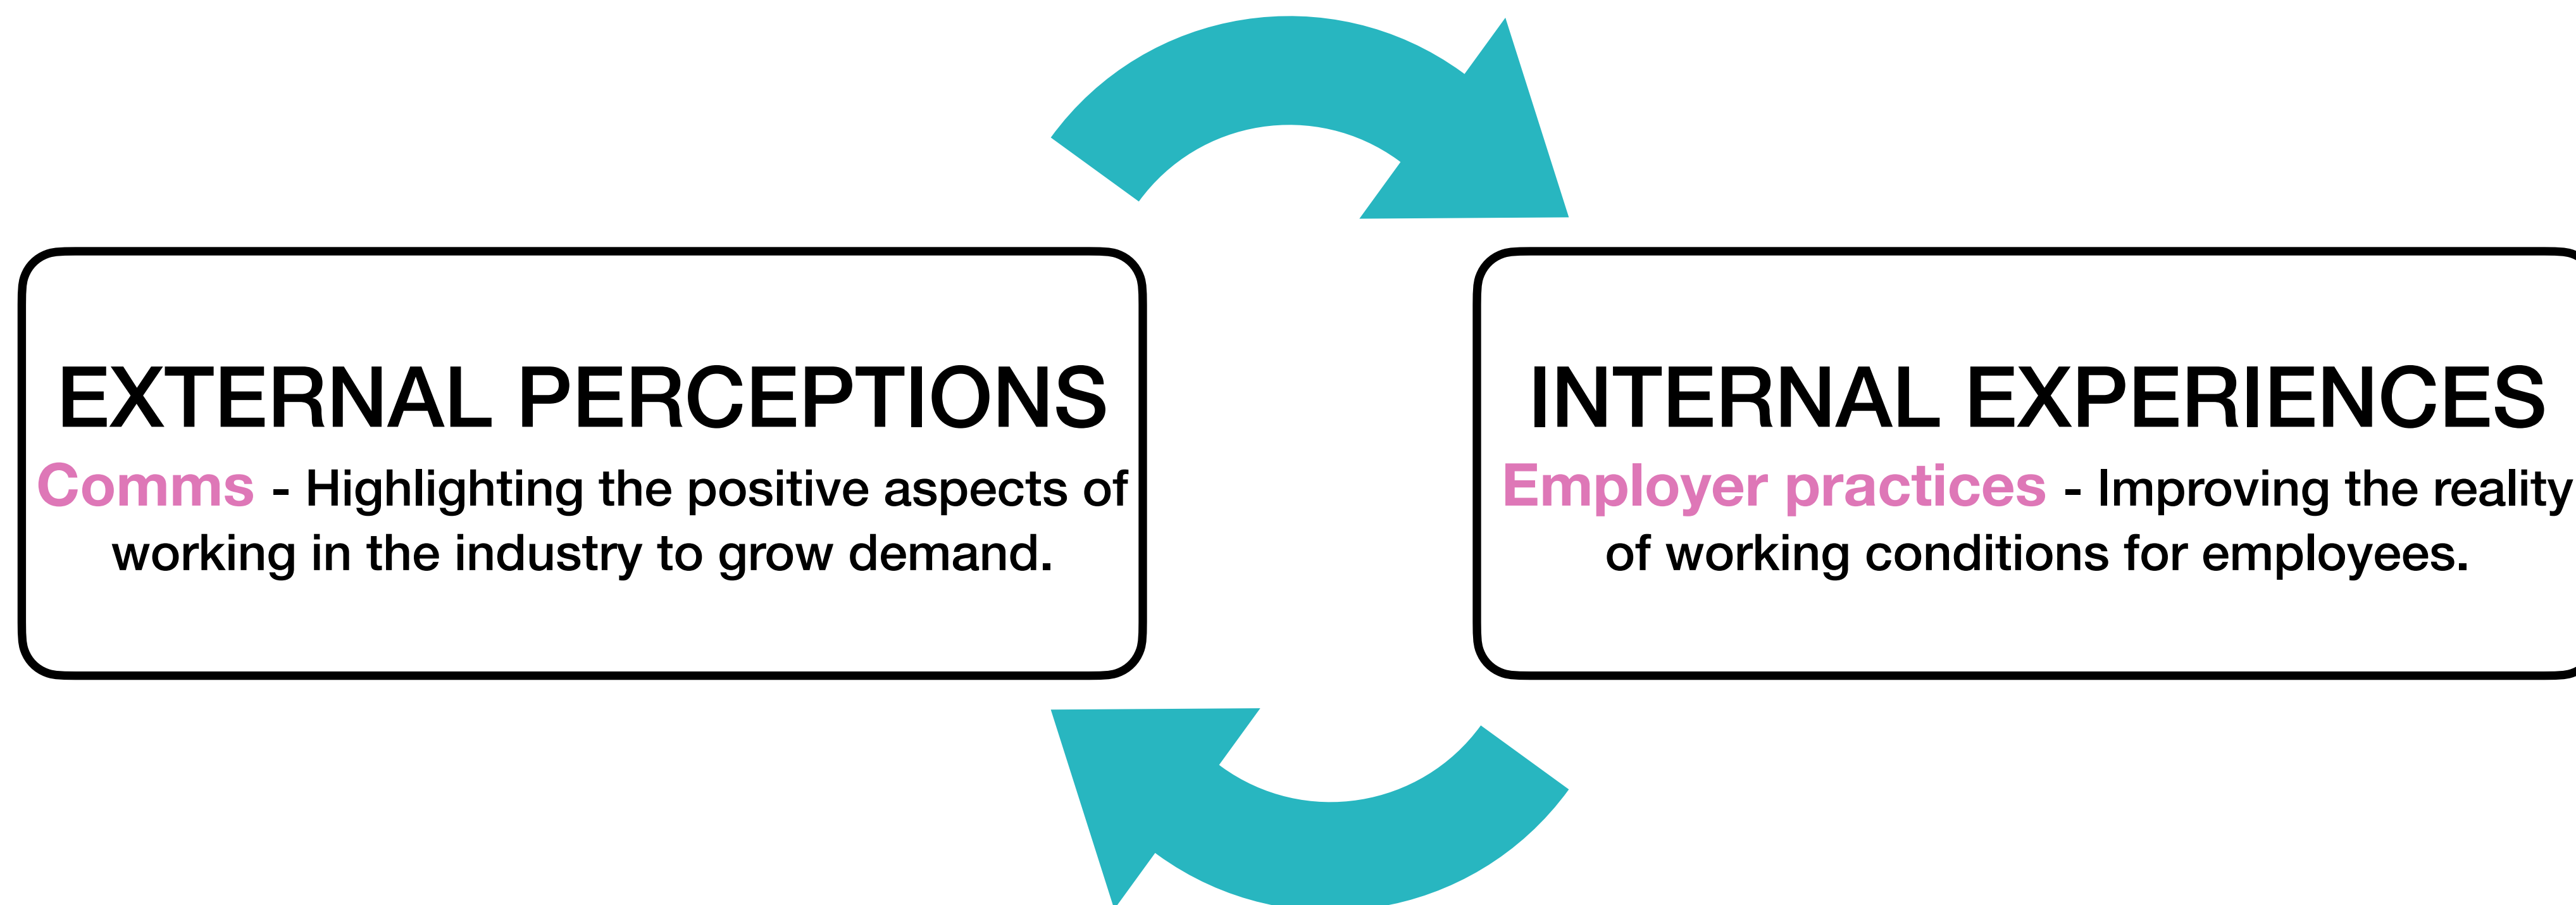 EXTERNAL PERCEPTIONS
Comms - Highlighting the positive aspects of
working in the industry to grow demand.
INTERNAL EXPERIENCES
Employer practices - Improving the reality
of working conditions for employees.